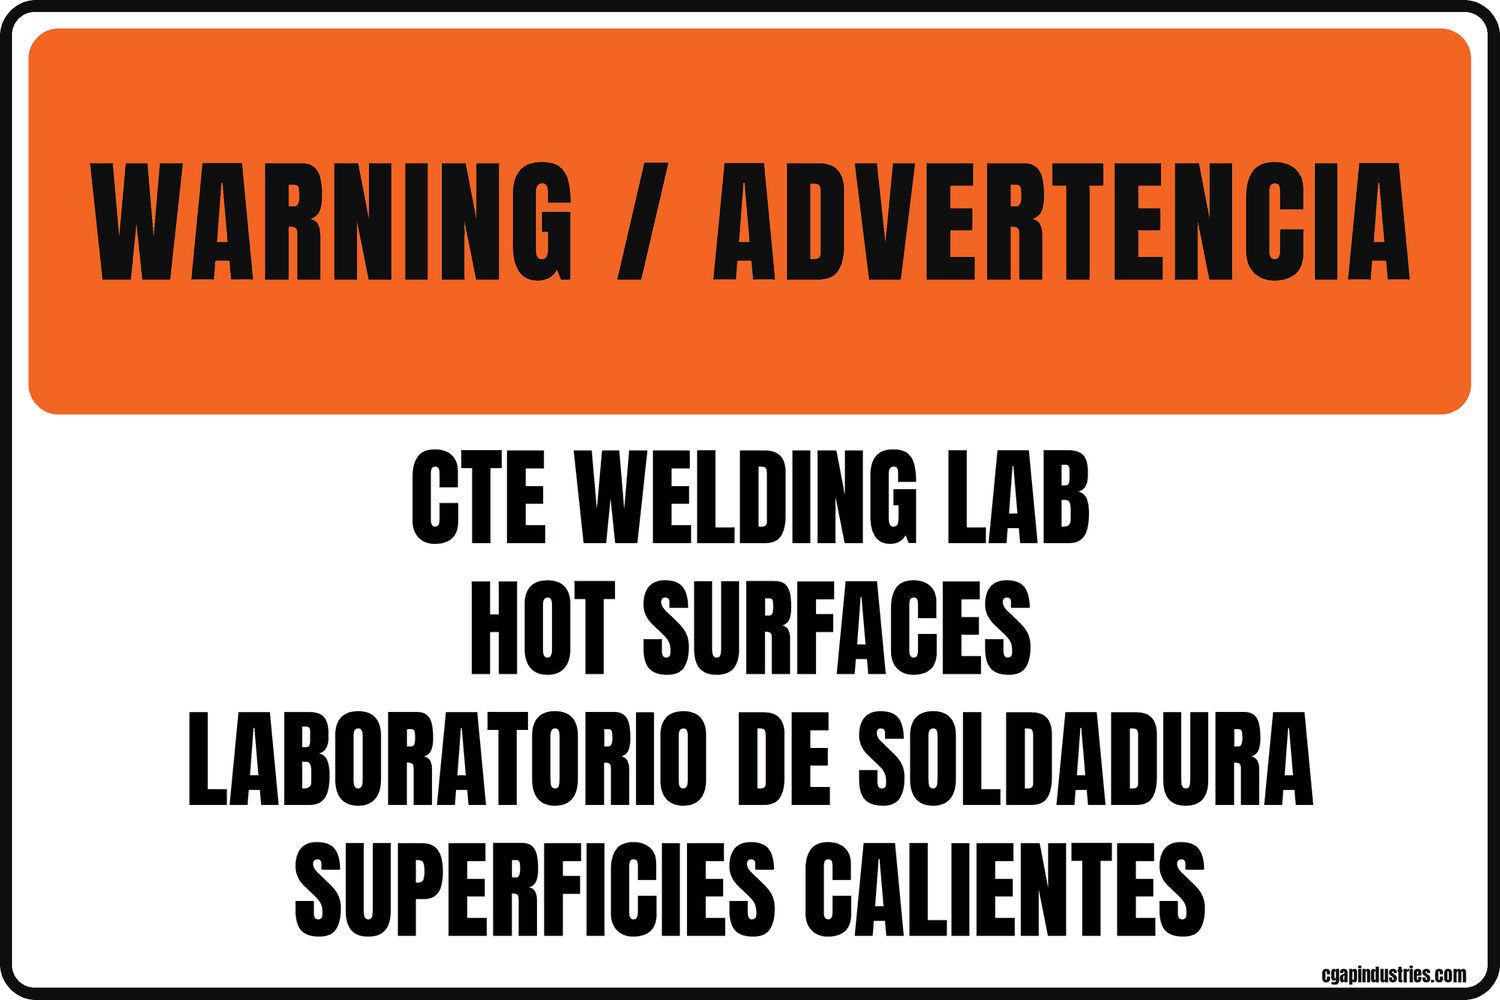 WARNING / ADVERTENCIA
CTE WELDING LAB
HOT SURFACES
LABORATORIO DE SOLDADURA
SUPERFICIES CALIENTES
cgapindustries.com